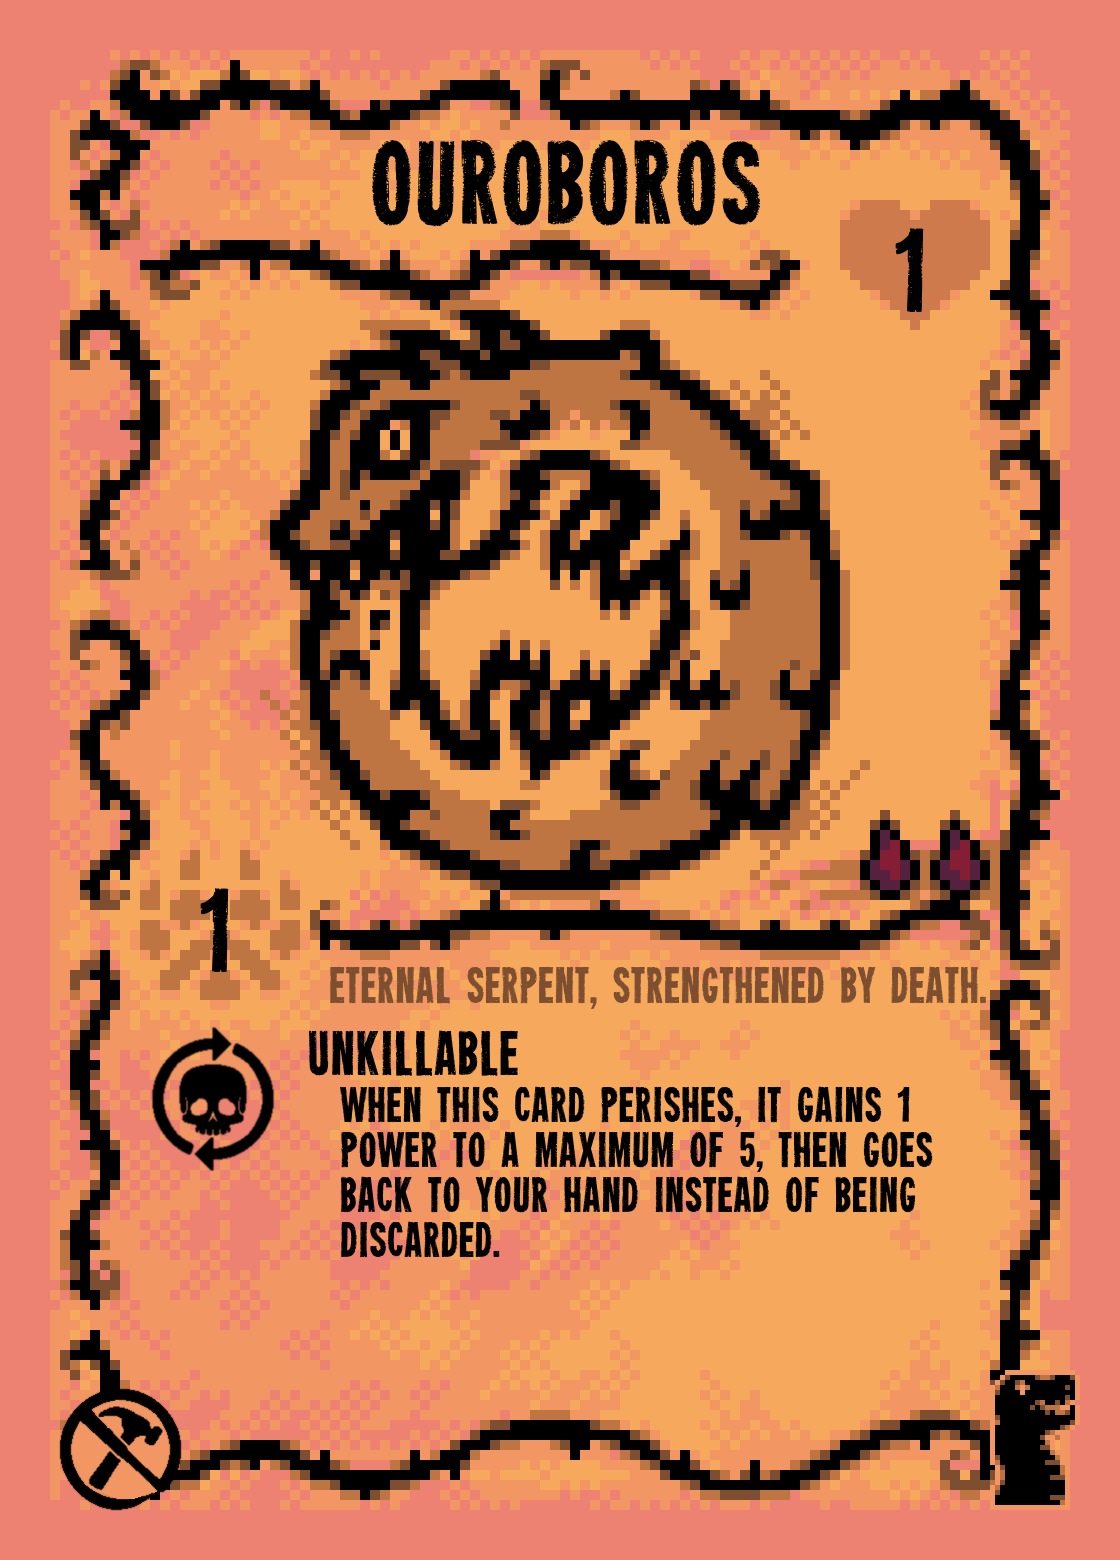 OUROBOROS
1
1
ETERNAL SERPENT, STRENGTHENED BY DEATH.
UNKILLABLE
WHEN THIS CARD PERISHES, IT GAINS 1
POWER TO A MAXIMUM OF 5, THEN GOES
BACK TO YOUR HAND INSTEAD OF BEING
DISCARDED.